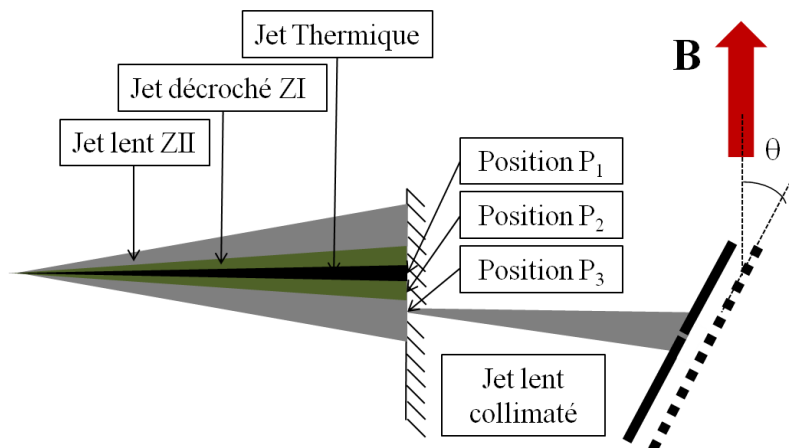 Jet Thermique
Jet décroché ZI
Jet lent ZII
B
θ
Position P₁
Position P₂
Position P₃
Jet lent
collimaté